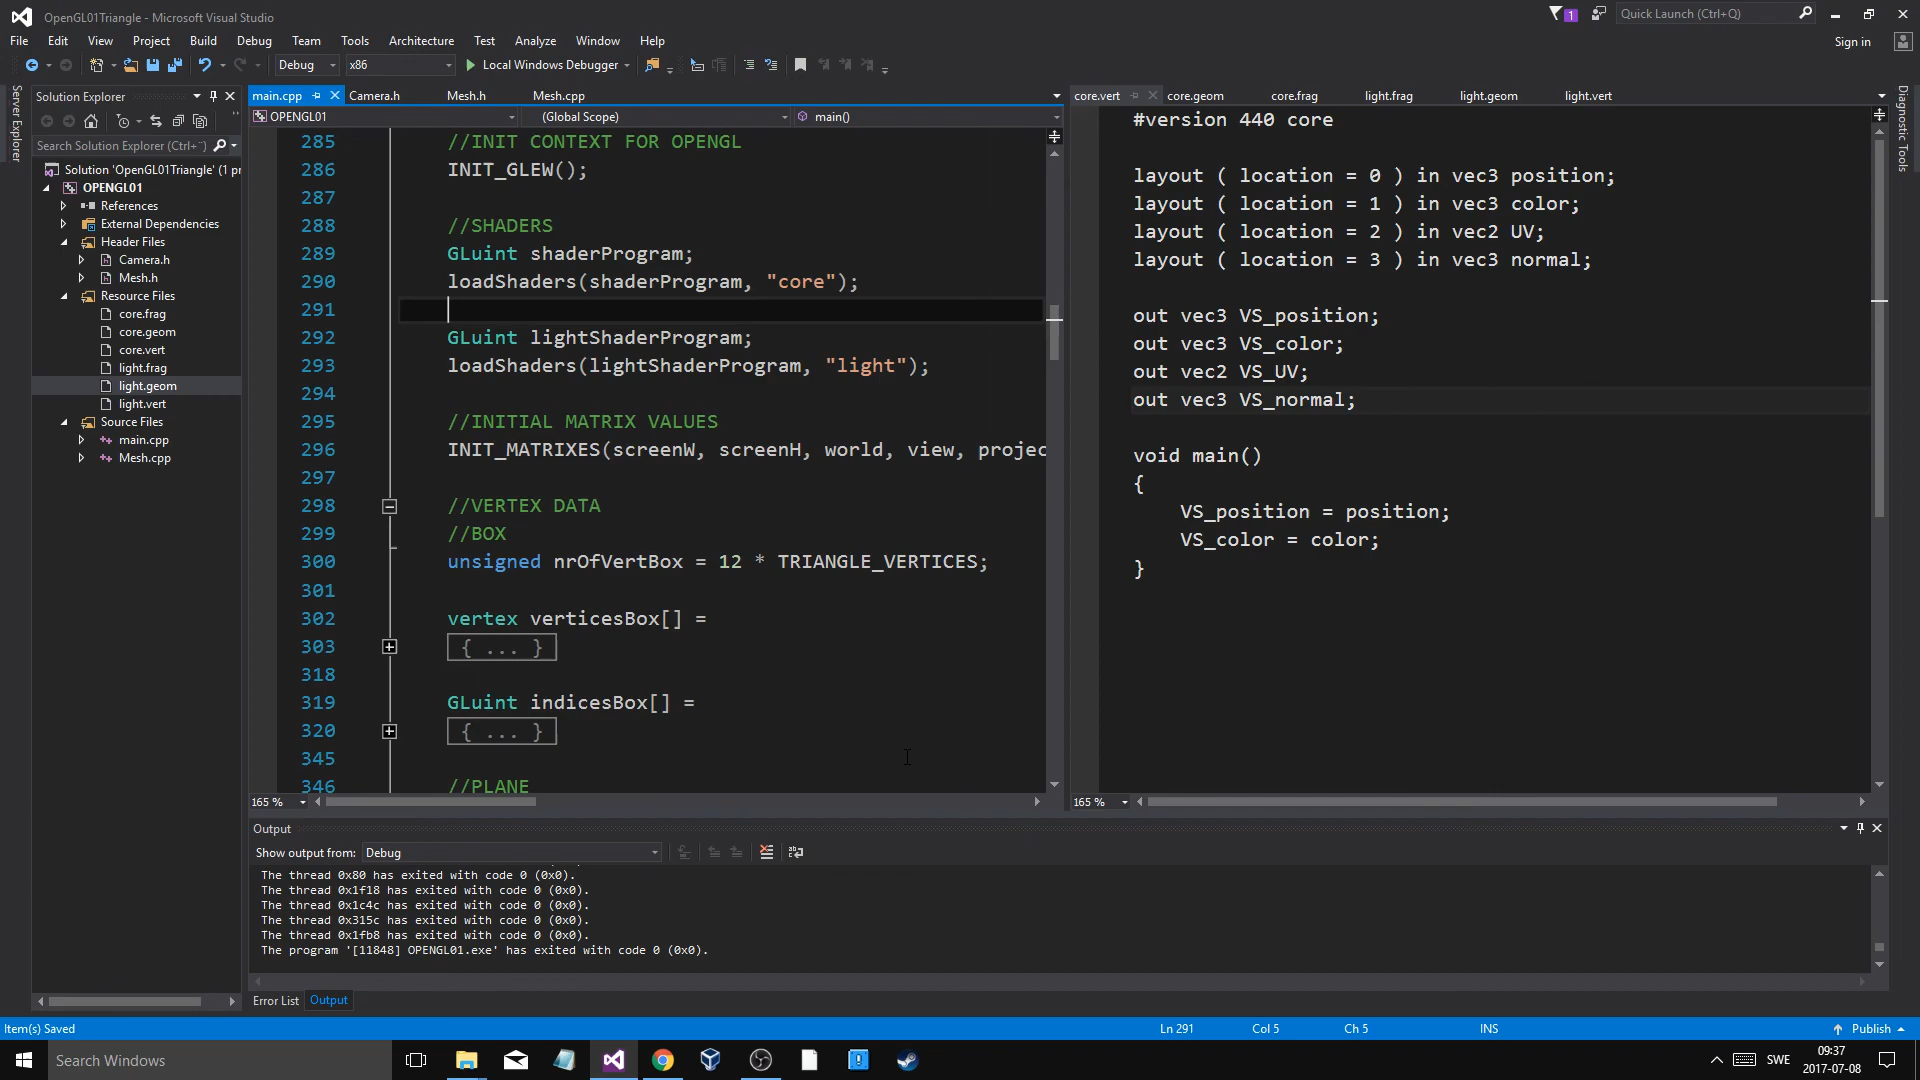 OpenGL01Triangle - Microsoft Visual Studio
1
Quick Launch (Ctrl+Q)
File Edit View Project Build Debug Team Tools Architecture Test Analyze Window Help
Sign in
Debug x86 Local Windows Debugger
Server Explorer
Solution Explorer
Search Solution Explorer (Ctrl+¨)
Solution 'OpenGL01Triangle' (1 pr
OPENGL01
References
External Dependencies
Header Files
Camera.h
Mesh.h
Resource Files
core.frag
core.geom
core.vert
light.frag
light.geom
light.vert
Source Files
main.cpp
Mesh.cpp
main.cpp Camera.h Mesh.h Mesh.cpp
OPENGL01 (Global Scope) main()
285 //INIT CONTEXT FOR OPENGL
286 INIT_GLEW();
287
288 //SHADERS
289 GLuint shaderProgram;
290 loadShaders(shaderProgram, "core");
291
292 GLuint lightShaderProgram;
293 loadShaders(lightShaderProgram, "light");
294
295 //INITIAL MATRIX VALUES
296 INIT_MATRIXES(screenW, screenH, world, view, projec
297
298 //VERTEX DATA
299 //BOX
300 unsigned nrOfVertBox = 12 * TRIANGLE_VERTICES;
301
302 vertex verticesBox[] =
303 { ... }
318
319 GLuint indicesBox[] =
320 { ... }
345
346 //PLANE
165 %
core.vert core.geom core.frag light.frag light.geom light.vert
#version 440 core
layout ( location = 0 ) in vec3 position;
layout ( location = 1 ) in vec3 color;
layout ( location = 2 ) in vec2 UV;
layout ( location = 3 ) in vec3 normal;
out vec3 VS_position;
out vec3 VS_color;
out vec2 VS_UV;
out vec3 VS_normal;
void main()
{
VS_position = position;
VS_color = color;
}
165 %
Diagnostic Tools
Output
Show output from: Debug
The thread 0x80 has exited with code 0 (0x0).
The thread 0x1f18 has exited with code 0 (0x0).
The thread 0x1c4c has exited with code 0 (0x0).
The thread 0x315c has exited with code 0 (0x0).
The thread 0x1fb8 has exited with code 0 (0x0).
The program '[11848] OPENGL01.exe' has exited with code 0 (0x0).
Error List Output
Item(s) Saved Ln 291 Col 5 Ch 5 INS Publish
Search Windows
SWE
09:37
2017-07-08